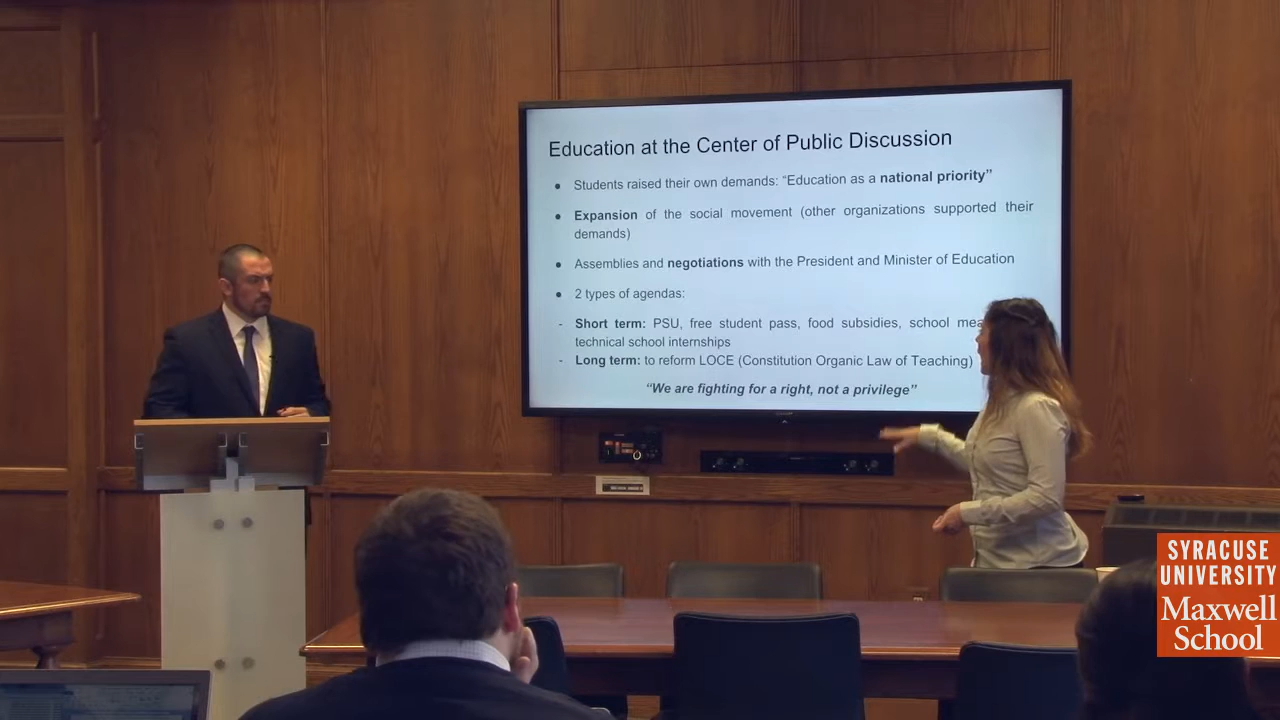 Education at the Center of Public Discussion
● Students raised their own demands: “Education as a national priority”
● Expansion of the social movement (other organizations supported their
demands)
● Assemblies and negotiations with the President and Minister of Education
● 2 types of agendas:
- Short term: PSU, free student pass, food subsidies, school
technical school internships
- Long term: to reform LOCE (Constitution Organic Law of Teaching)
“We are fighting for a right, not a privilege”
SYRACUSE
UNIVERSITY
Maxwell
School